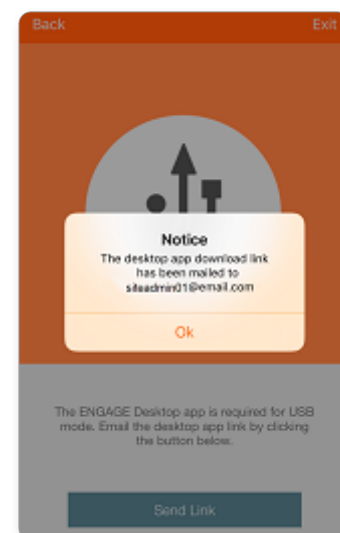 Back Exit
Notice
The desktop app download link
has been mailed to
siteadmin01@email.com
Ok
The ENGAGE Desktop app is required for USB
mode. Email the desktop app link by clicking
the button below.
Send Link